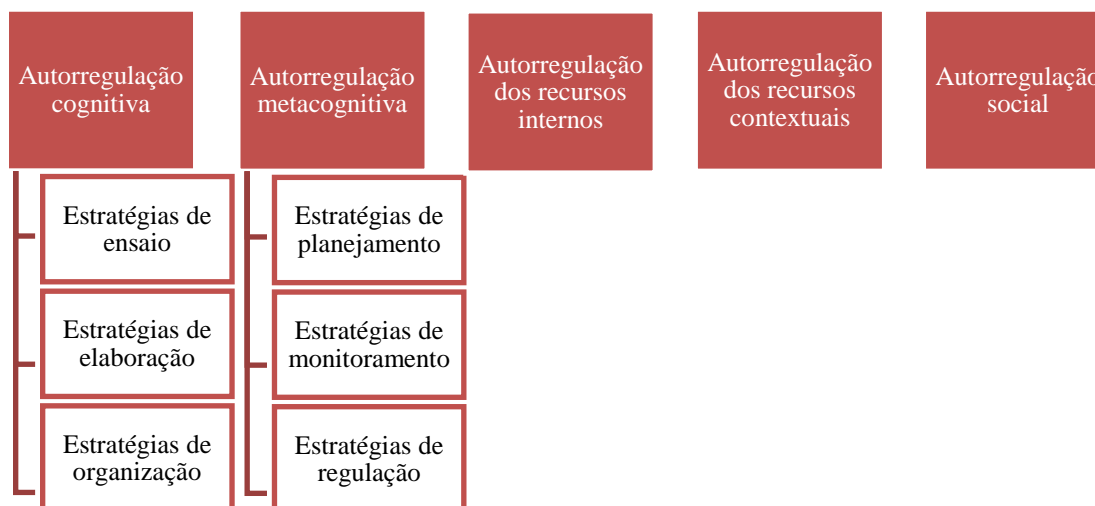 Autorregulação
cognitiva
Autorregulação
metacognitiva
Autorregulação
dos recursos
internos
Autorregulação
dos recursos
contextuais
Autorregulação
social
Estratégias de
ensaio
Estratégias de
elaboração
Estratégias de
organização
Estratégias de
planejamento
Estratégias de
monitoramento
Estratégias de
regulação